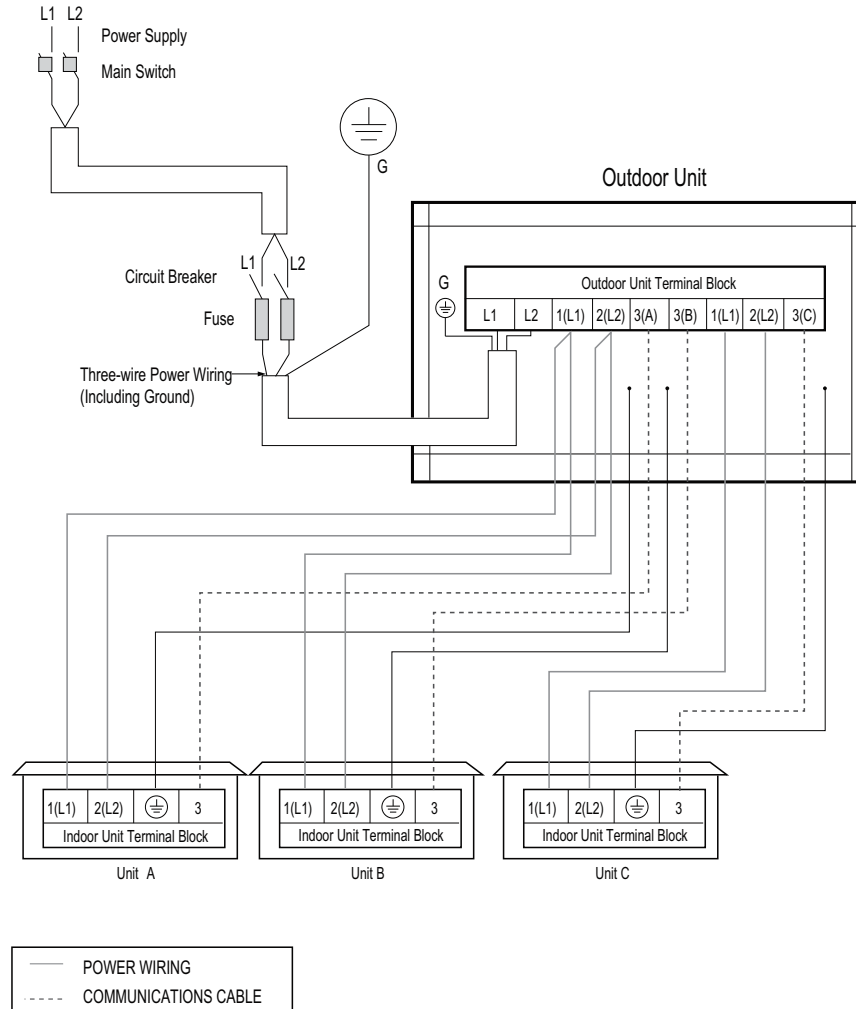 L1 L2
Power Supply
Main Switch
G
Outdoor Unit
Circuit Breaker
L1 L2
Fuse
Three-wire Power Wiring
(Including Ground)
G
Outdoor Unit Terminal Block
L1 L2 1(L1) 2(L2) 3(A) 3(B) 1(L1) 2(L2) 3(C)
1(L1) 2(L2) 3
Indoor Unit Terminal Block
Unit A
1(L1) 2(L2) 3
Indoor Unit Terminal Block
Unit B
1(L1) 2(L2) 3
Indoor Unit Terminal Block
Unit C
POWER WIRING
COMMUNICATIONS CABLE